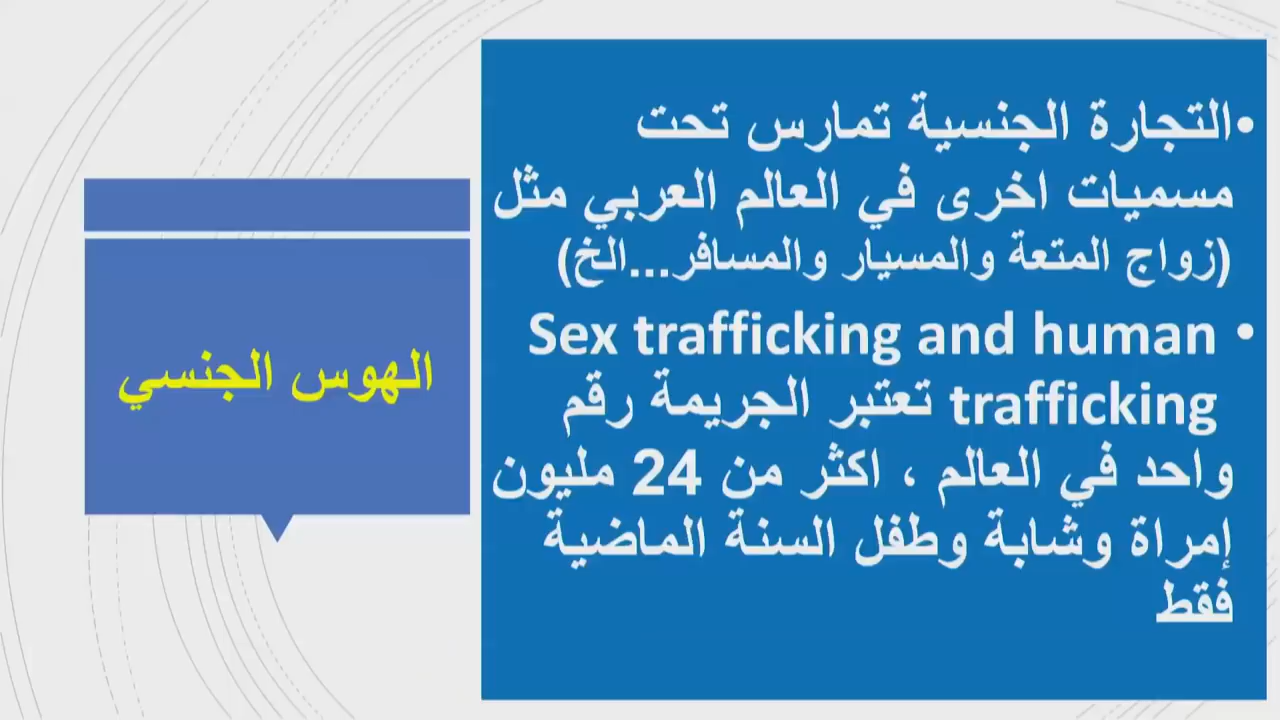 •التجارة الجنسية تمارس تحت
مسميات اخرى في العالم العربي مثل
(زواج المتعة والمسيار والمسافر...الخ)
• Sex trafficking and human
trafficking تعتبر الجريمة رقم
واحد في العالم ، اكثر من 24 مليون
إمراة وشابة وطفل السنة الماضية
فقط
الهوس الجنسي